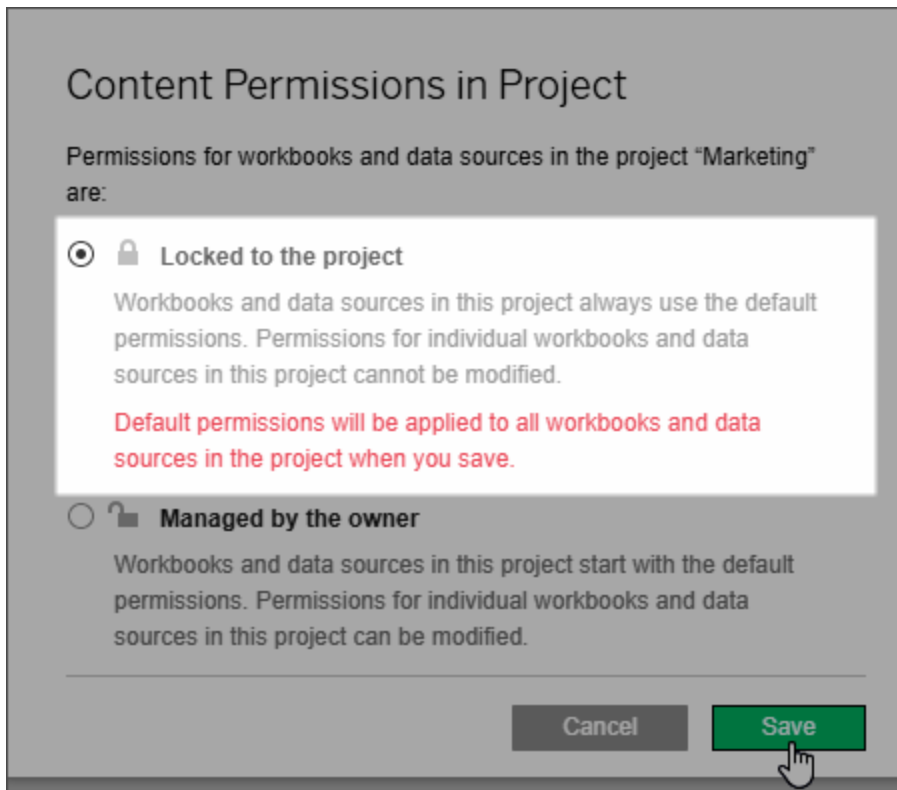 Content Permissions in Project
Permissions for workbooks and data sources in the project “Marketing”
are:
Locked to the project
Workbooks and data sources in this project always use the default
permissions. Permissions for individual workbooks and data
sources in this project cannot be modified.
Default permissions will be applied to all workbooks and data
sources in the project when you save.
Managed by the owner
Workbooks and data sources in this project start with the default
permissions. Permissions for individual workbooks and data
sources in this project can be modified.
Cancel Save